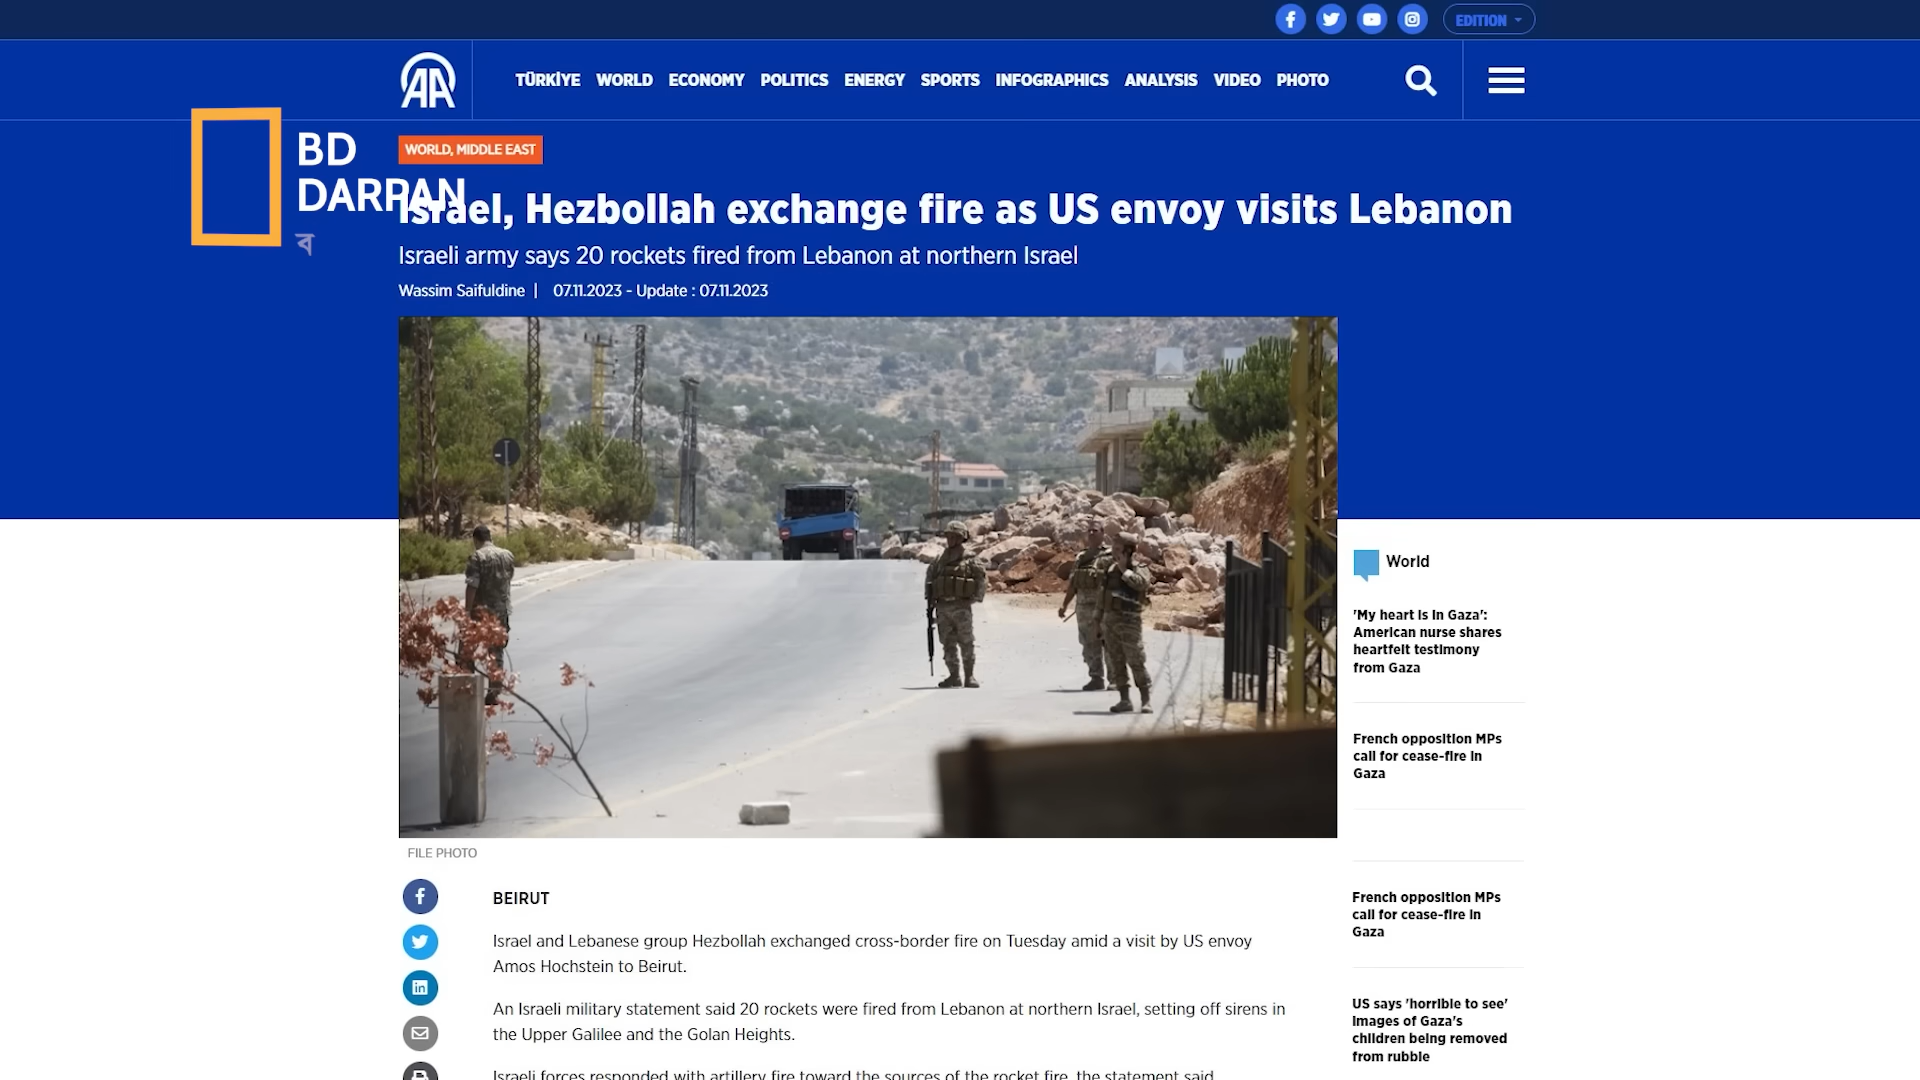 EDITION
AA
TÜRKİYE WORLD ECONOMY POLITICS ENERGY SPORTS INFOGRAPHICS ANALYSIS VIDEO PHOTO
BD
DARPAN
ব
WORLD, MIDDLE EAST
Israel, Hezbollah exchange fire as US envoy visits Lebanon
Israeli army says 20 rockets fired from Lebanon at northern Israel
Wassim Saifuldine | 07.11.2023 - Update : 07.11.2023
FILE PHOTO
BEIRUT
Israel and Lebanese group Hezbollah exchanged cross-border fire on Tuesday amid a visit by US envoy
Amos Hochstein to Beirut.
An Israeli military statement said 20 rockets were fired from Lebanon at northern Israel, setting off sirens in
the Upper Galilee and the Golan Heights.
Israeli forces responded with artillery fire toward the sources of the rocket fire, the statement said.
World
'My heart is in Gaza':
American nurse shares
heartfelt testimony
from Gaza
French opposition MPs
call for cease-fire in
Gaza
French opposition MPs
call for cease-fire in
Gaza
US says 'horrible to see'
images of Gaza's
children being removed
from rubble